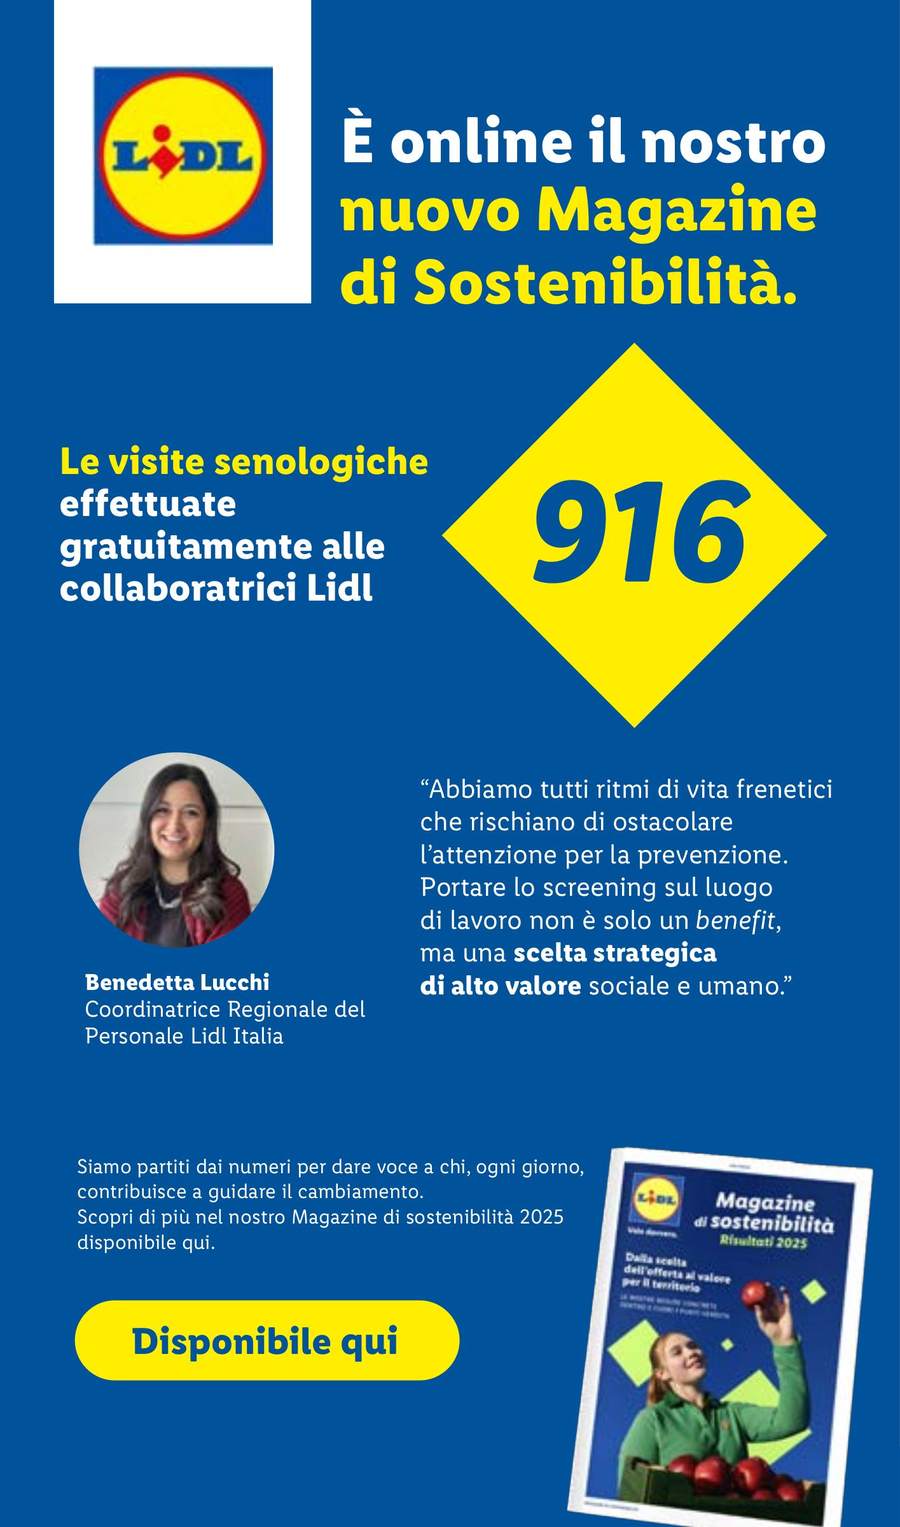 LIDL
È online il nostro
nuovo Magazine
di Sostenibilità.
Le visite senologiche
effettuate
gratuitamente alle
collaboratrici Lidl
916
“Abbiamo tutti ritmi di vita frenetici
che rischiano di ostacolare
l’attenzione per la prevenzione.
Portare lo screening sul luogo
di lavoro non è solo un benefit,
ma una scelta strategica
di alto valore sociale e umano.”
Benedetta Lucchi
Coordinatrice Regionale del
Personale Lidl Italia
Siamo partiti dai numeri per dare voce a chi, ogni giorno,
contribuisce a guidare il cambiamento.
Scopri di più nel nostro Magazine di sostenibilità 2025
disponibile qui.
Disponibile qui
LIDL
Magazine
di sostenibilità
Risultati 2025
Dalla scelta
dell'offerta al valore
per il territorio